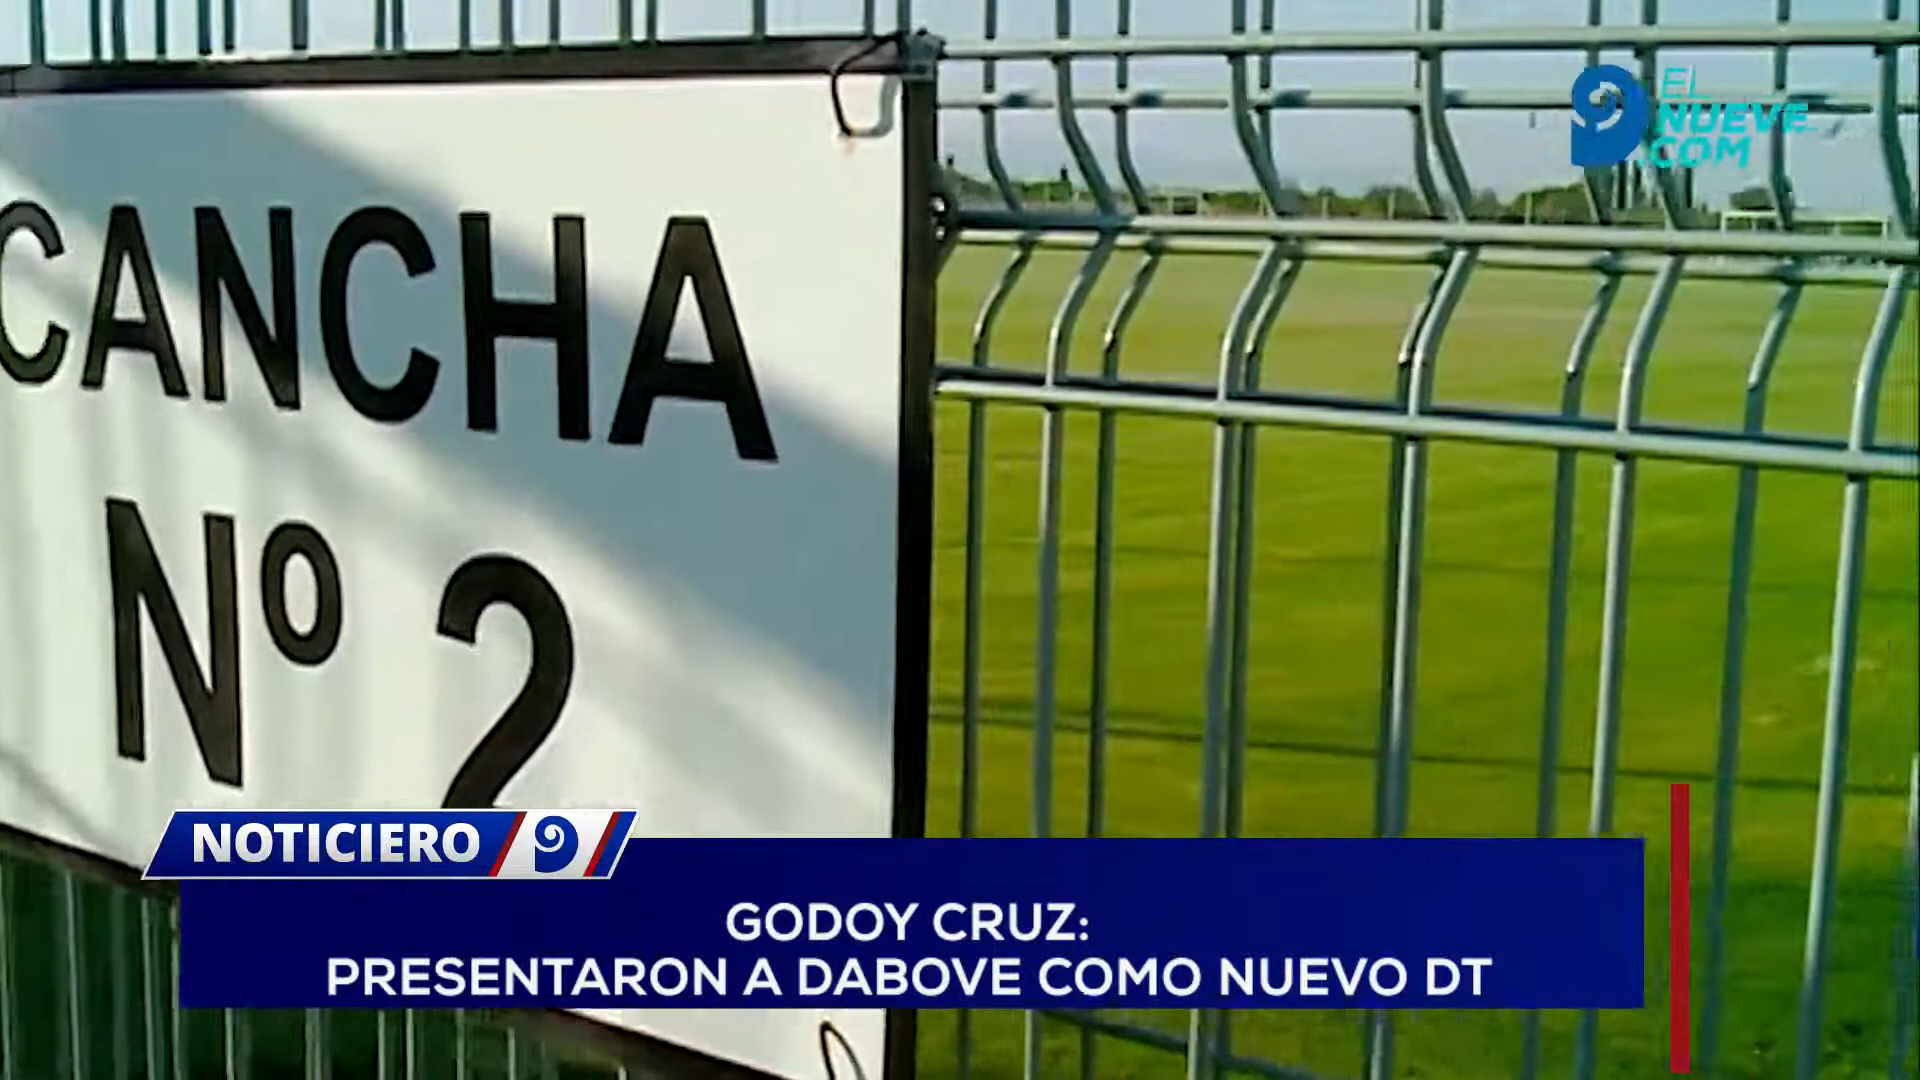 EL
NUEVE
.COM
CANCHA
Nº 2
NOTICIERO
GODOY CRUZ:
PRESENTARON A DABOVE COMO NUEVO DT